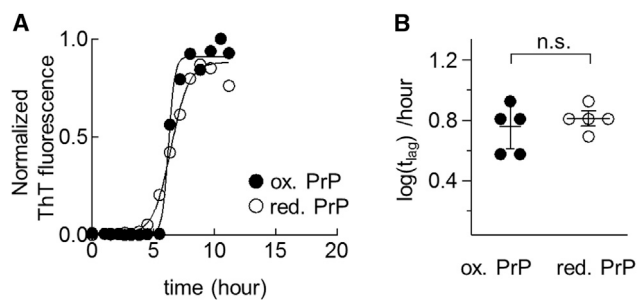 A
Normalized
ThT fluorescence
1.0
0.5
0.0
0
5
10
15
20
time (hour)
ox. PrP
red. PrP
B
n.s.
log(tlag) /hour
1.2
0.8
0.4
ox. PrP
red. PrP